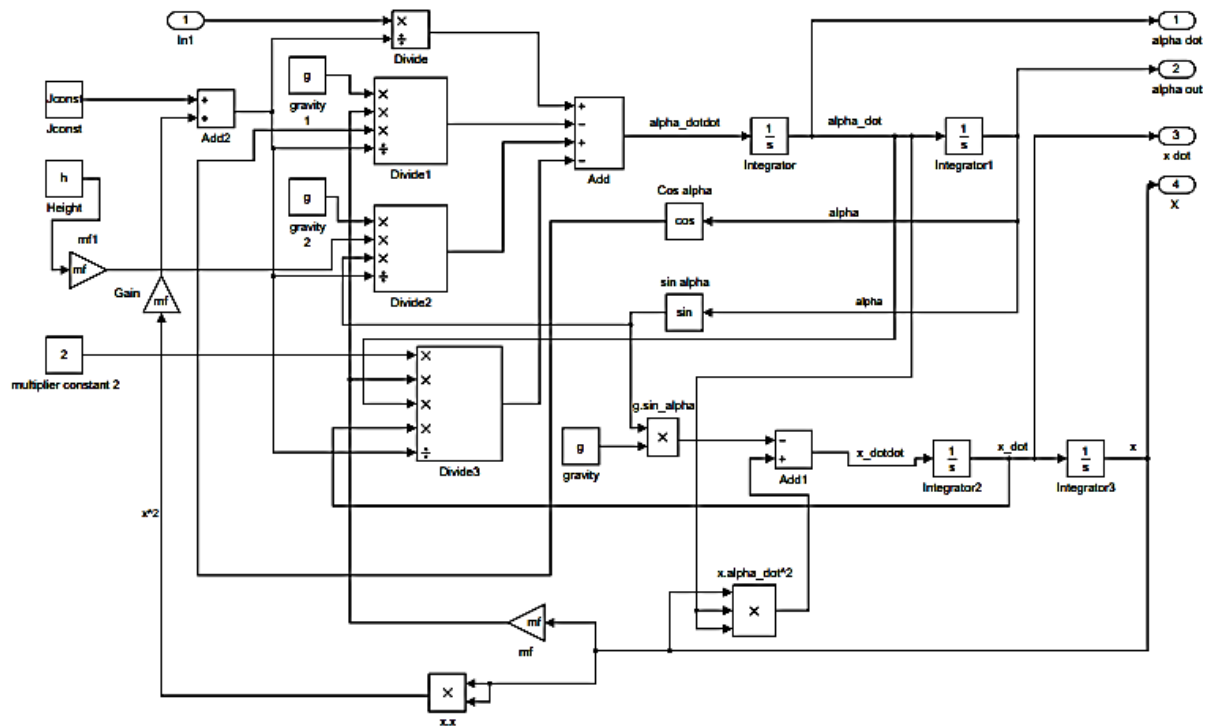 1
In1
×
÷
Divide
1
alpha dot
g
gravity
1
×
×
×
÷
Divide1
2
alpha out
Jconst
Jconst
+
+
Add2
+
−
+
−
Add
alpha_dotdot
1
s
Integrator
alpha_dot
1
s
Integrator1
3
x dot
4
X
h
Height
g
gravity
2
×
×
×
÷
Divide2
Cos alpha
cos
alpha
mf1
mf
Gain
mf
sin alpha
sin
alpha
2
multiplier constant 2
×
×
×
×
÷
Divide3
g.sin_alpha
×
g
gravity
−
+
Add1
x_dotdot
1
s
Integrator2
x_dot
1
s
Integrator3
x
x^2
x.alpha_dot^2
×
mf
mf
×
x.x